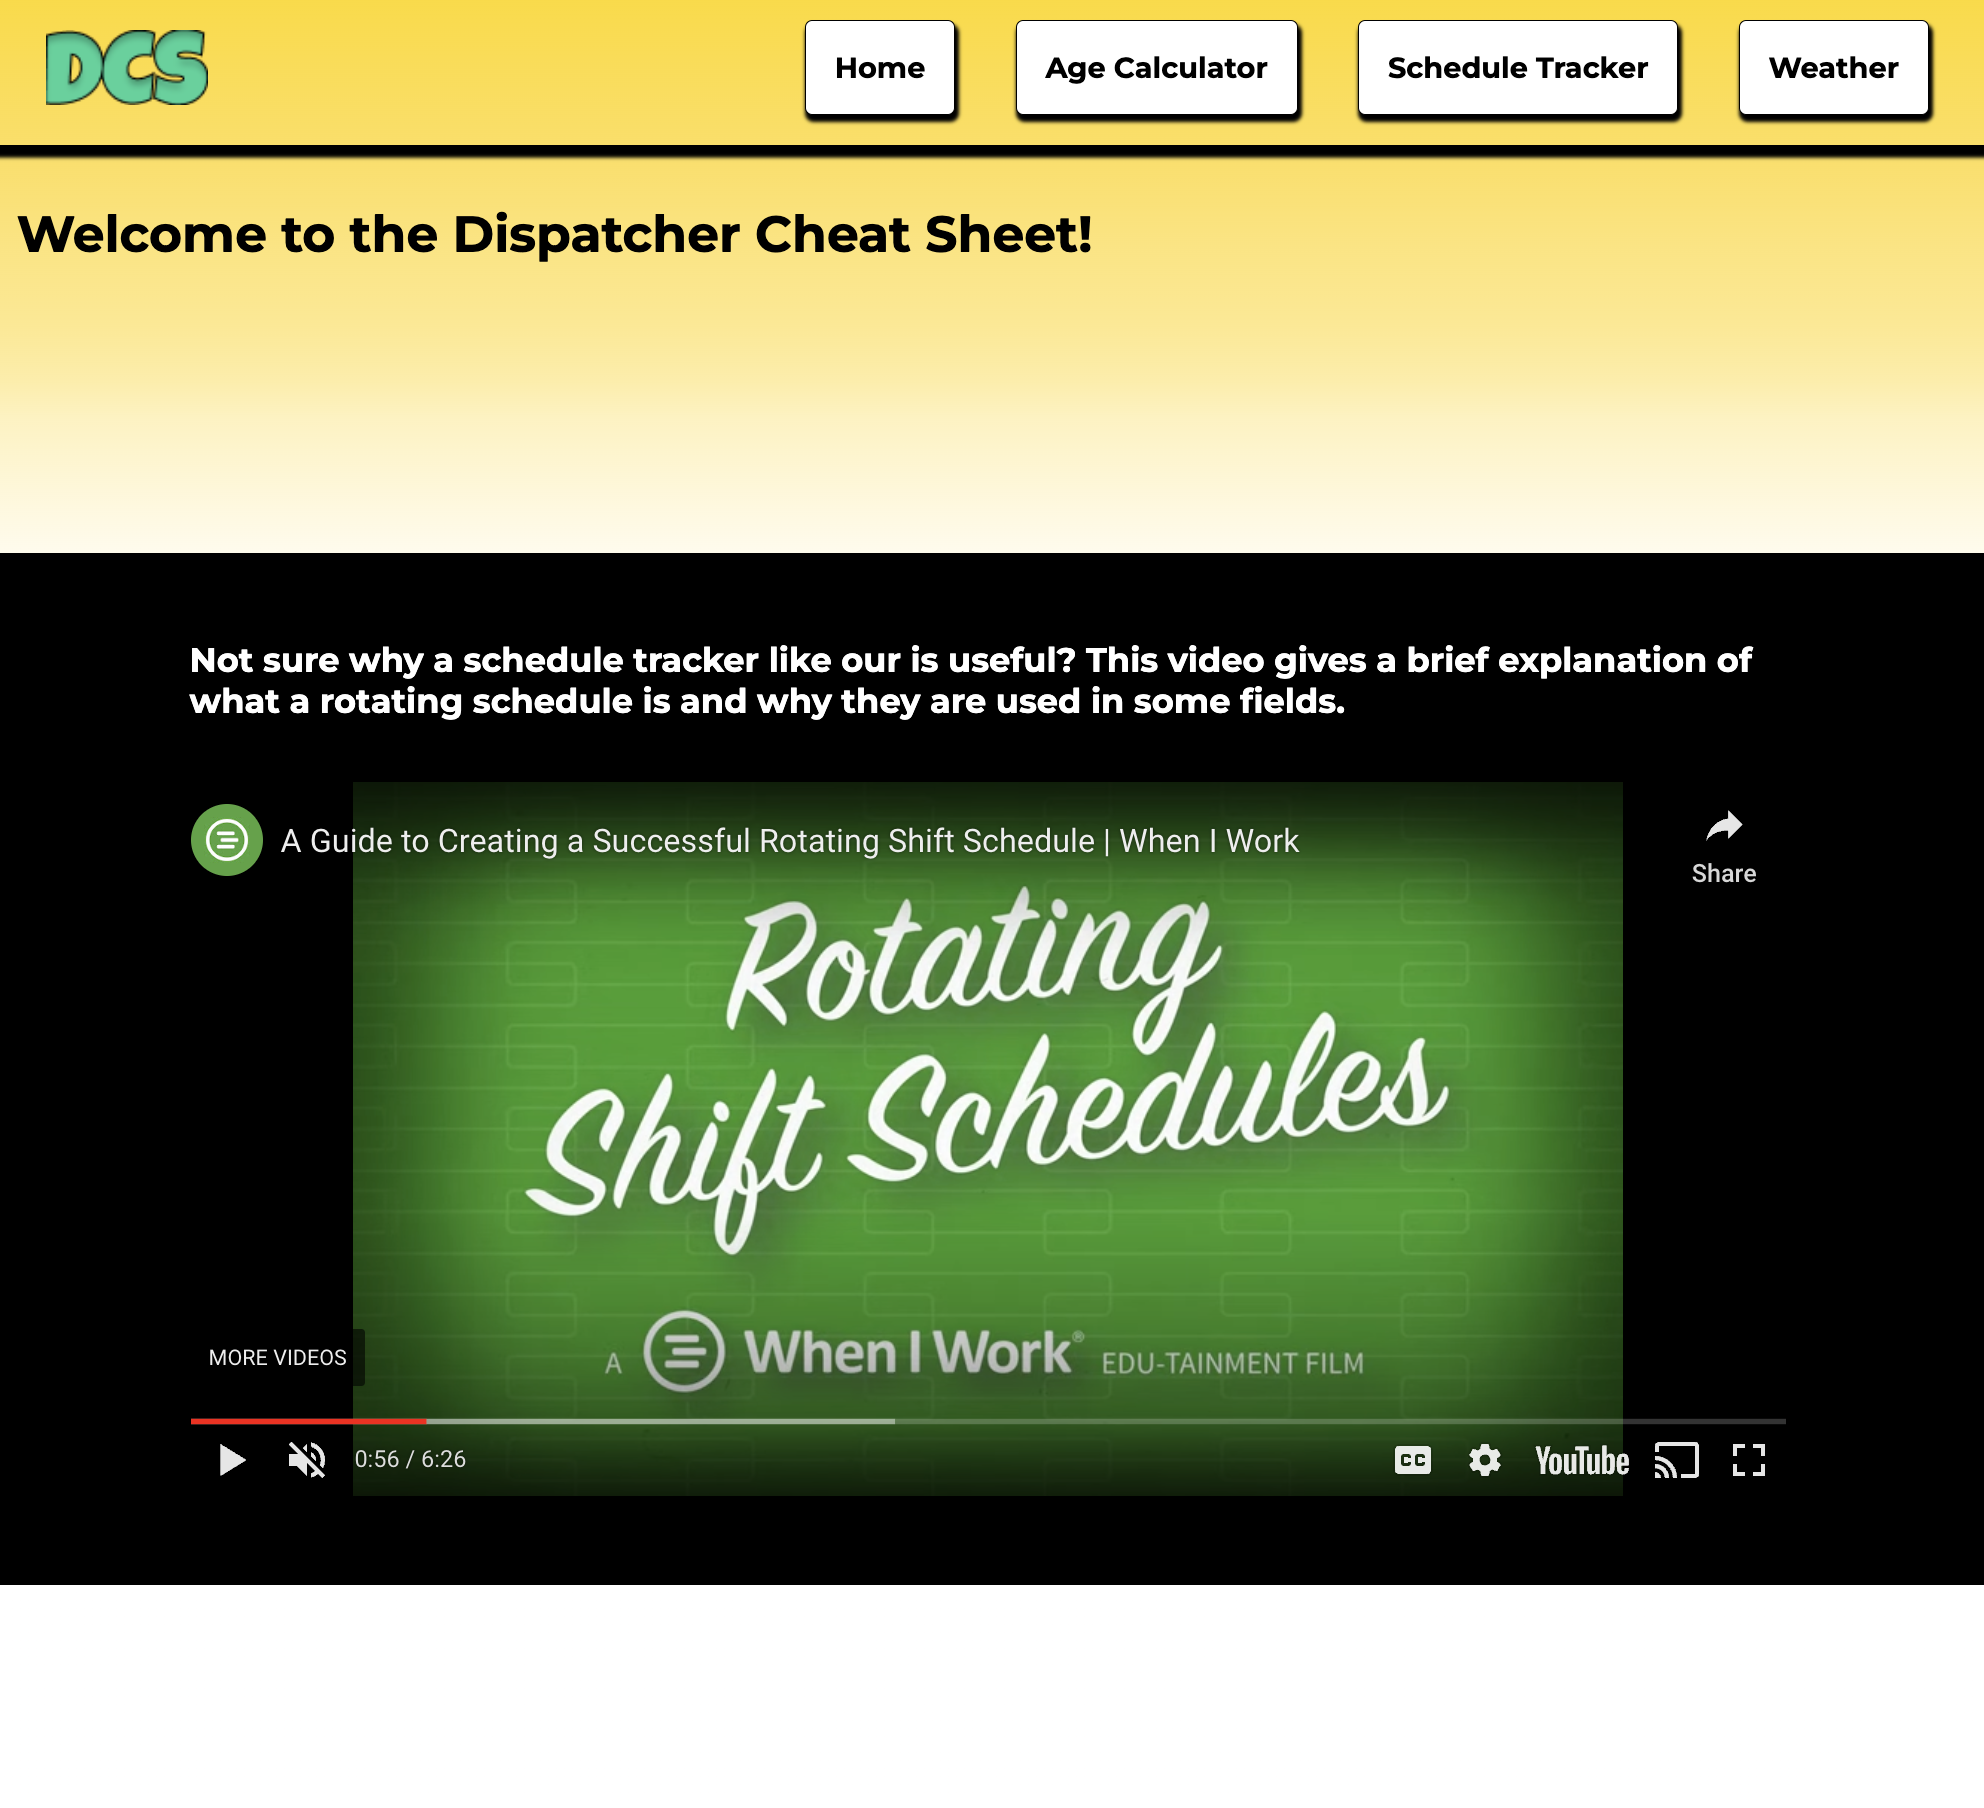 DCS
Home
Age Calculator
Schedule Tracker
Weather
Welcome to the Dispatcher Cheat Sheet!
Not sure why a schedule tracker like our is useful? This video gives a brief explanation of
what a rotating schedule is and why they are used in some fields.
A Guide to Creating a Successful Rotating Shift Schedule | When I Work
Share
Rotating
Shift Schedules
MORE VIDEOS
A When I Work® EDU-TAINMENT FILM
0:56 / 6:26
CC
YouTube